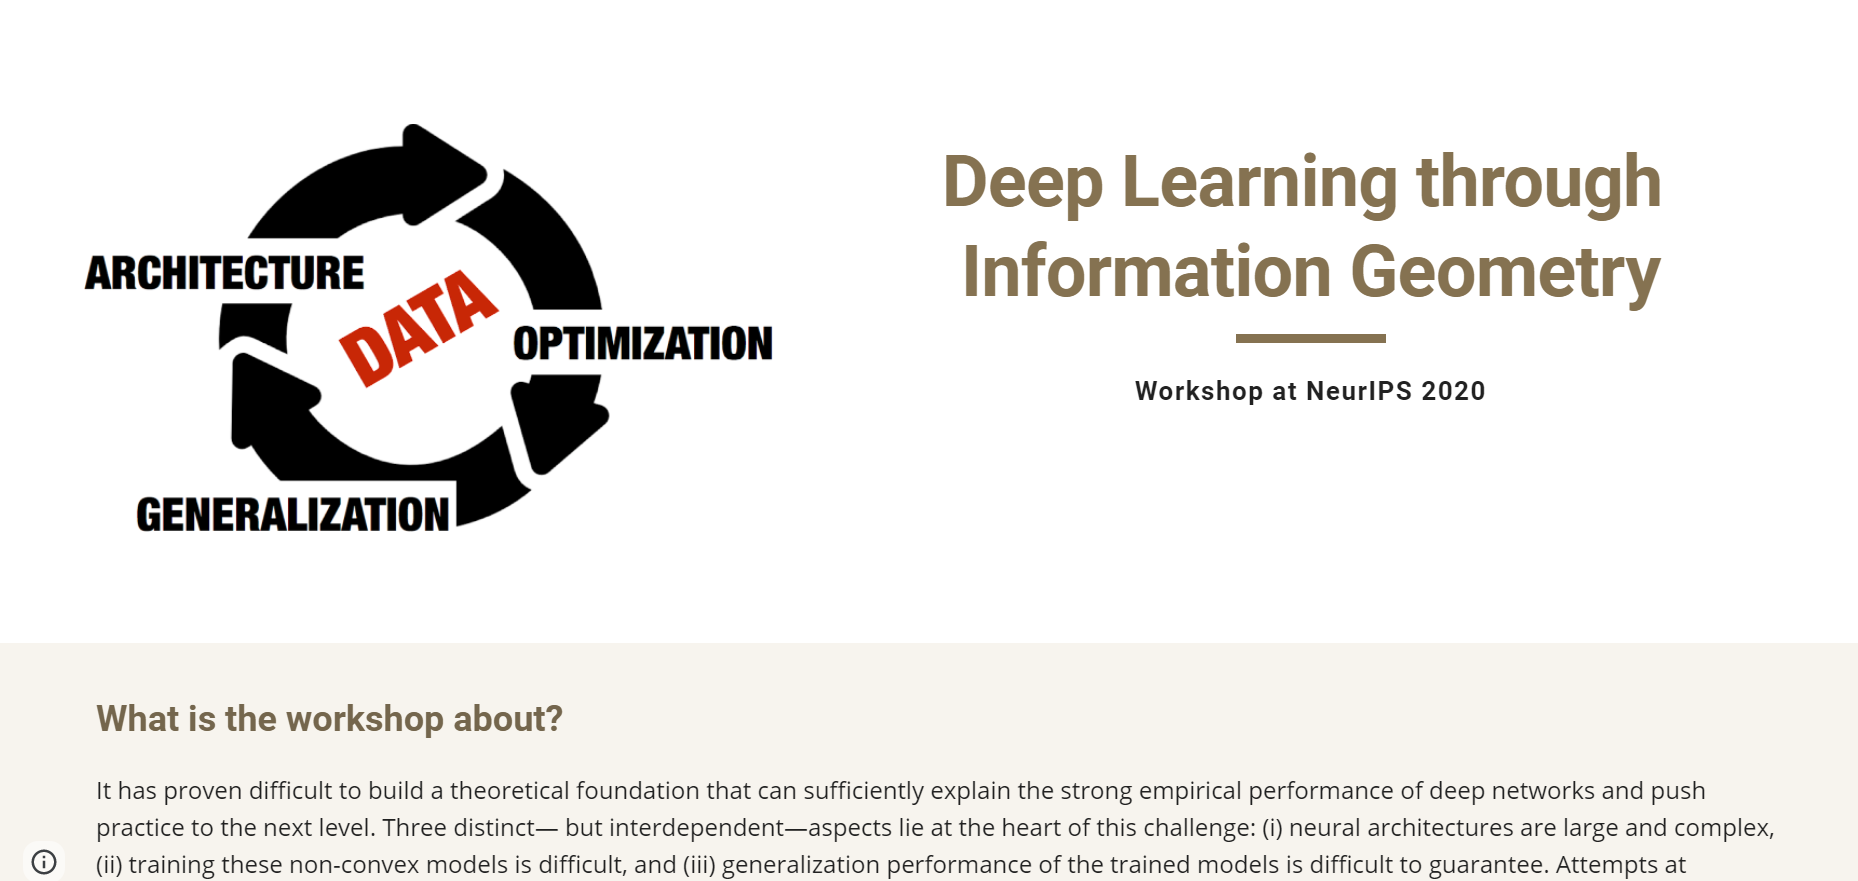 ARCHITECTURE
DATA
OPTIMIZATION
GENERALIZATION
Deep Learning through
Information Geometry
Workshop at NeurIPS 2020
What is the workshop about?
It has proven difficult to build a theoretical foundation that can sufficiently explain the strong empirical performance of deep networks and push
practice to the next level. Three distinct— but interdependent—aspects lie at the heart of this challenge: (i) neural architectures are large and complex,
(ii) training these non-convex models is difficult, and (iii) generalization performance of the trained models is difficult to guarantee. Attempts at